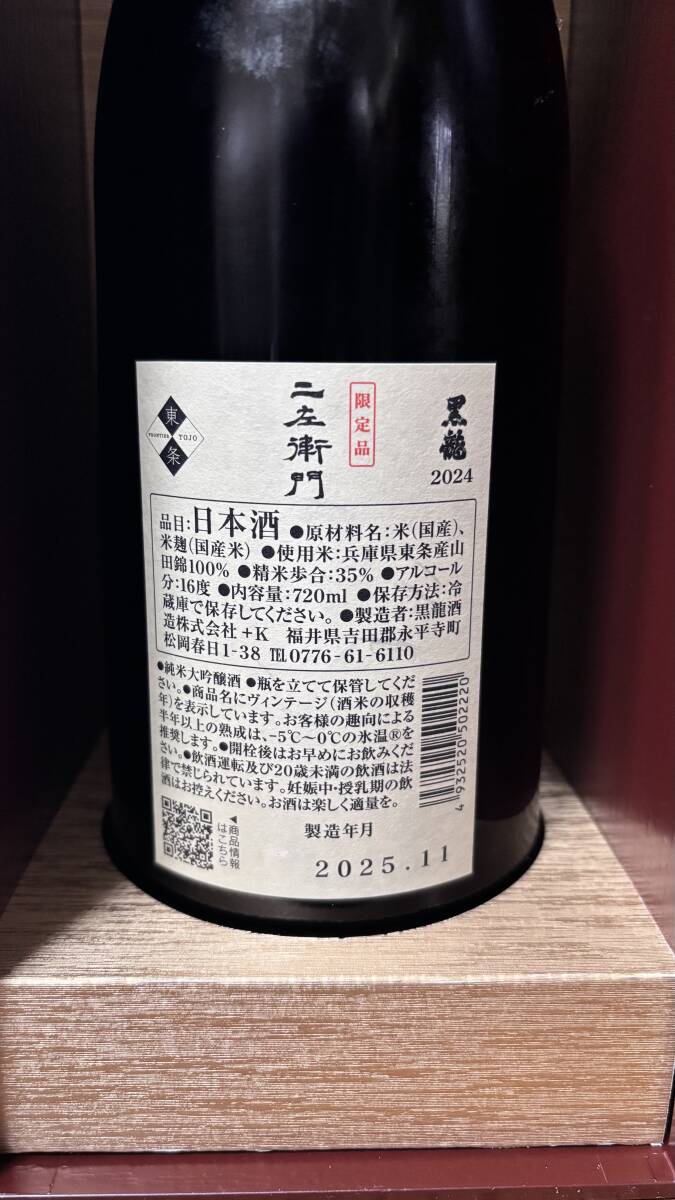 黒龍
2024
限定品
二左衛門
東条
FRONTIER TOJO
品目:日本酒 ●原材料名:米(国産)、
米麹(国産米) ●使用米:兵庫県東条産山
田錦100% ●精米歩合:35% ●アルコール
分:16度 ●内容量:720ml ●保存方法:冷
蔵庫で保存してください。●製造者:黒龍酒
造株式会社+K 福井県吉田郡永平寺町
松岡春日1-38 ℡0776-61-6110
●純米大吟醸酒 ●瓶を立てて保管してくだ
さい。●商品名にヴィンテージ(酒米の収穫
年)を表示しています。お客様の趣向による
半年以上の熟成は、-5℃〜0℃の氷温®を
推奨します。●開栓後はお早めにお飲みくだ
さい。●飲酒運転及び20歳未満の飲酒は法
律で禁じられています。妊娠中・授乳期の飲
酒はお控えください。お酒は楽しく適量を。
4932520502220
◀商品情報
はこちら
製造年月
2025.11